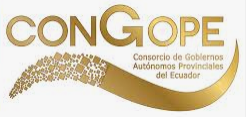 CONGOPE
Consorcio de Gobiernos
Autónomos Provinciales
del Ecuador